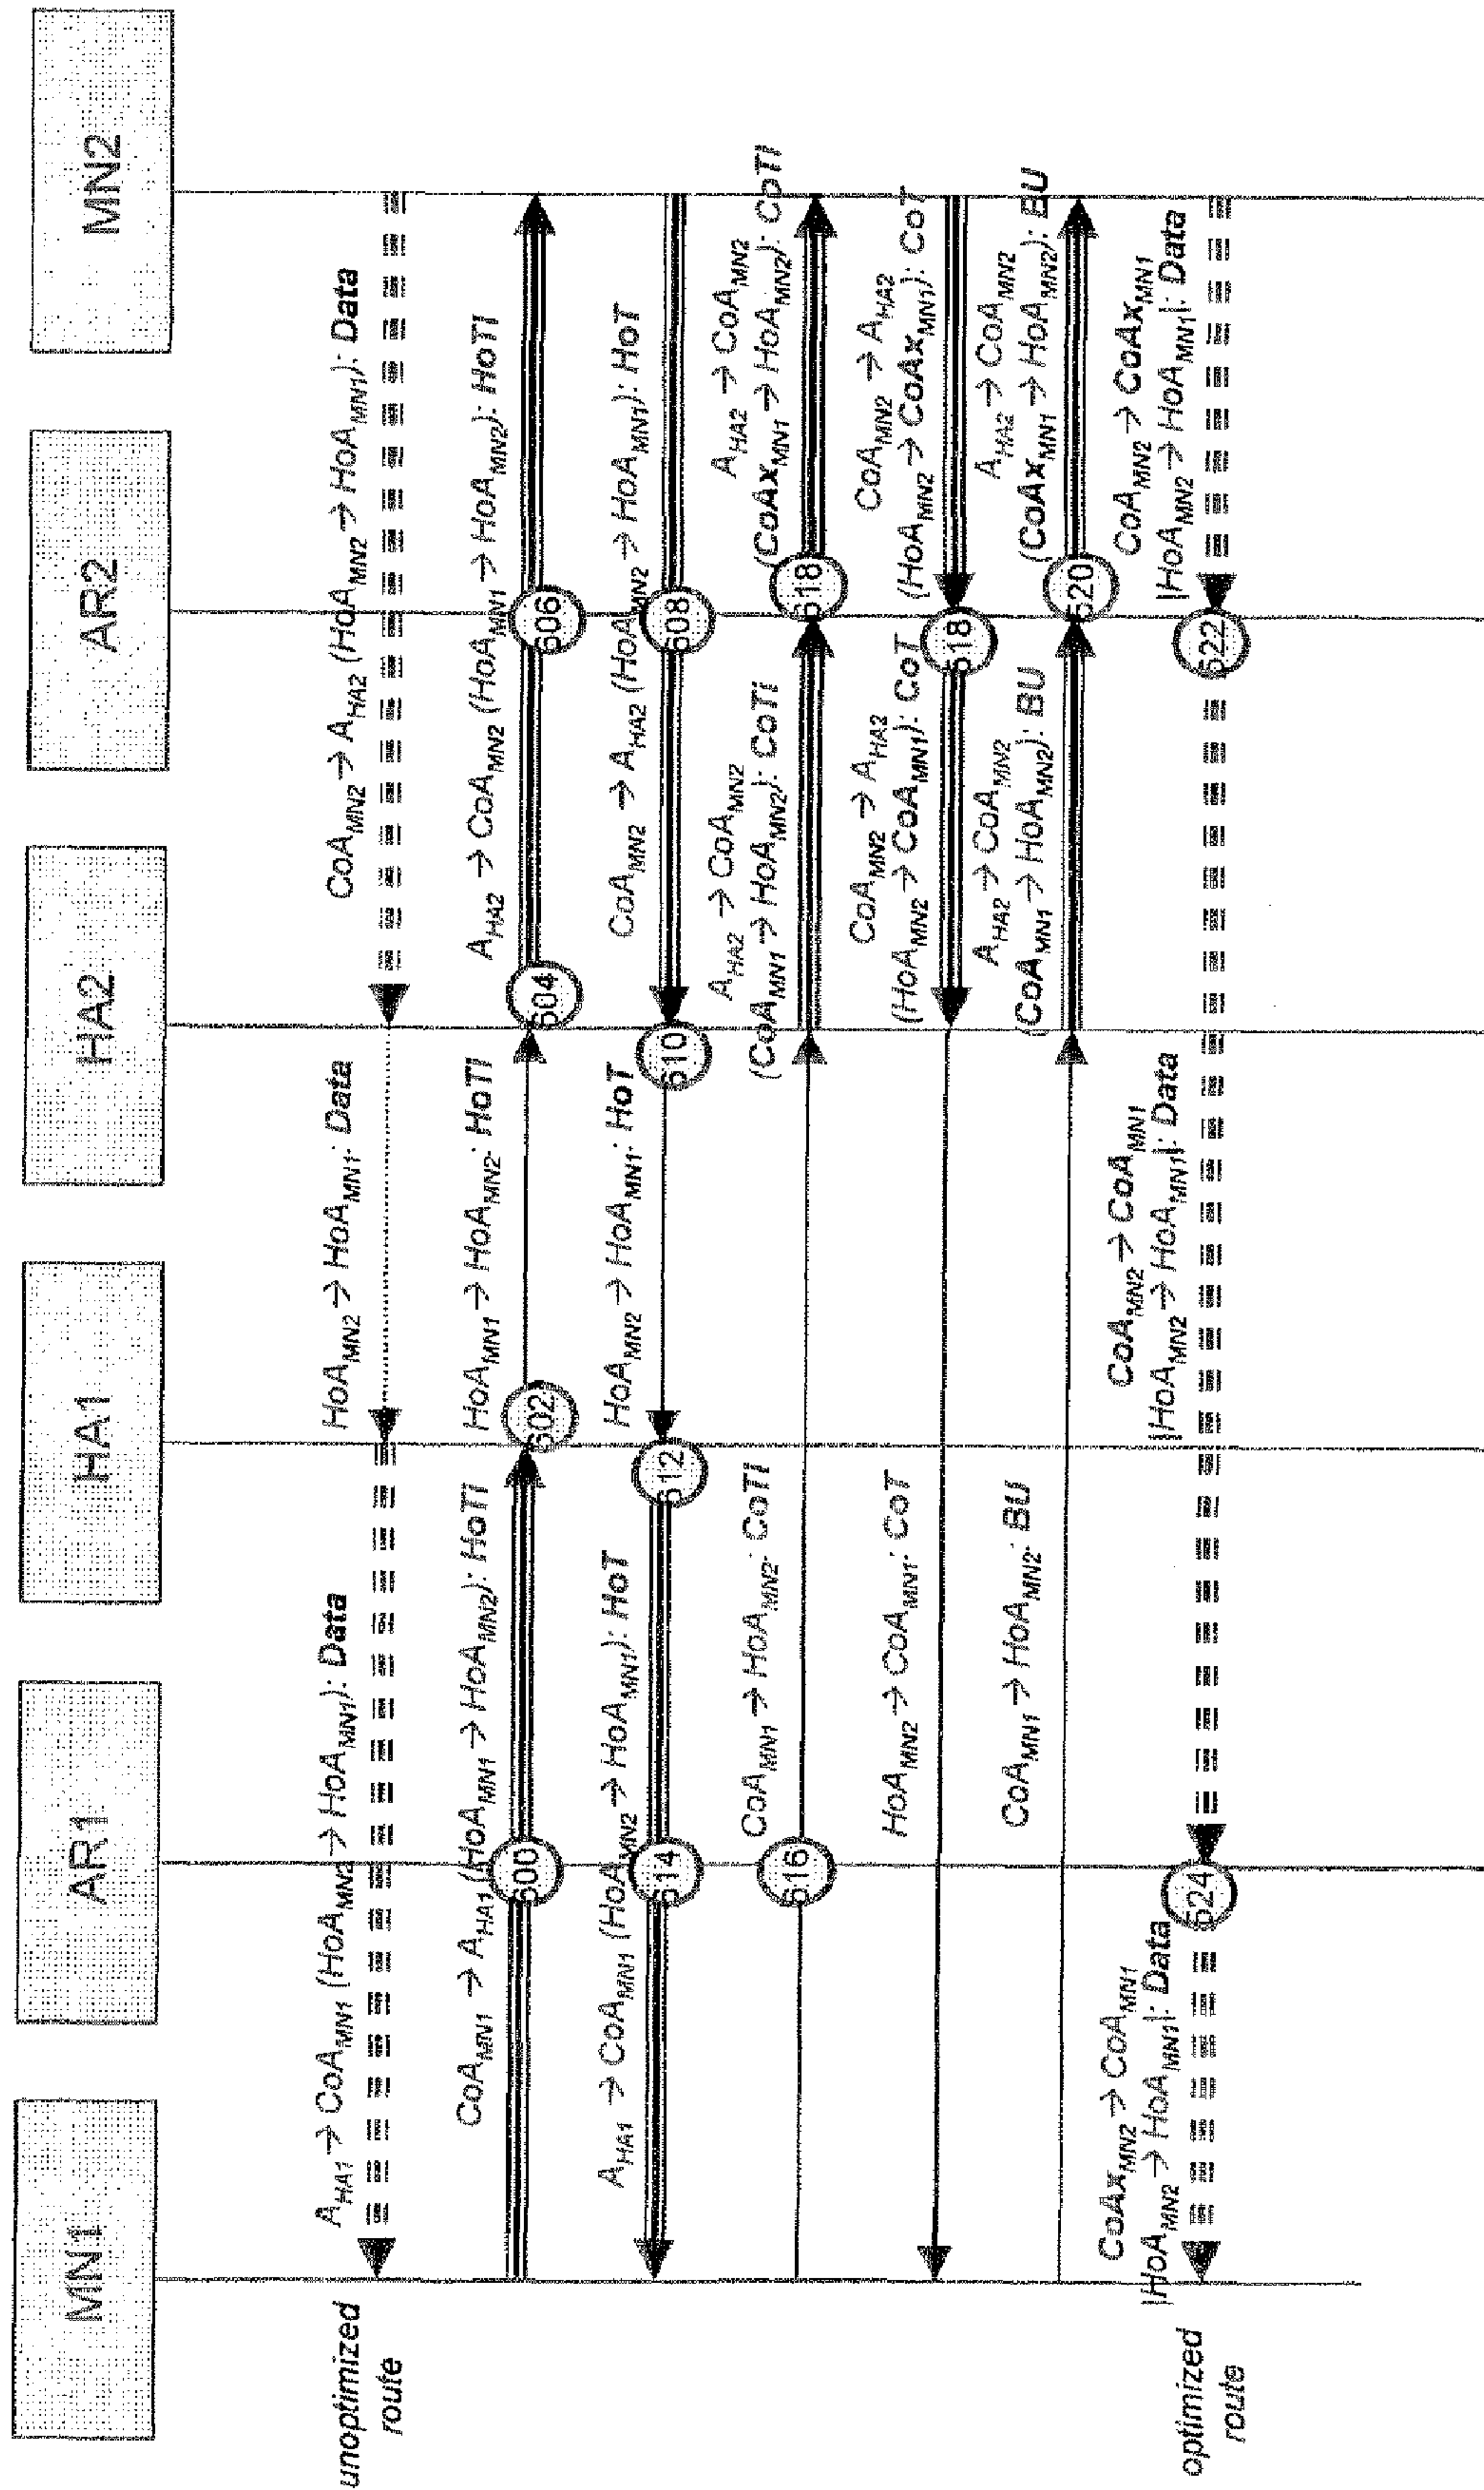 MN1
AR1
HA1
HA2
AR2
MN2
unoptimized
route
A_HA1 → CoA_MN1 (HoA_MN2 → HoA_MN1): Data
HoA_MN2 → HoA_MN1: Data
CoA_MN2 → A_HA2 (HoA_MN2 → HoA_MN1): Data
CoA_MN1 → A_HA1 (HoA_MN1 → HoA_MN2): HoTI
HoA_MN1 → HoA_MN2: HoTI
A_HA2 → CoA_MN2 (HoA_MN1 → HoA_MN2): HoTI
600
602
604
606
A_HA1 → CoA_MN1 (HoA_MN2 → HoA_MN1): HoT
HoA_MN2 → HoA_MN1: HoT
CoA_MN2 → A_HA2 (HoA_MN2 → HoA_MN1): HoT
614
612
610
608
CoA_MN1 → HoA_MN2: CoTI
A_HA2 → CoA_MN2
(CoA_MN1 → HoA_MN2): CoTi
A_HA2 → CoA_MN2
(CoAx_MN1 → HoA_MN2): CoTI
616
618
HoA_MN2 → CoA_MN1: CoT
CoA_MN2 → A_HA2
(HoA_MN2 → CoA_MN1): CoT
CoA_MN2 → A_HA2
(HoA_MN2 → CoAx_MN1): CoT
618
CoA_MN1 → HoA_MN2: BU
A_HA2 → CoA_MN2
(CoA_MN1 → HoA_MN2): BU
A_HA2 → CoA_MN2
(CoAx_MN1 → HoA_MN2): BU
620
optimized
route
CoAx_MN2 → CoA_MN1
|HoA_MN2 → HoA_MN1|: Data
CoA_MN2 → CoA_MN1
|HoA_MN2 → HoA_MN1|: Data
CoA_MN2 → CoAx_MN1
|HoA_MN2 → HoA_MN1|: Data
624
622